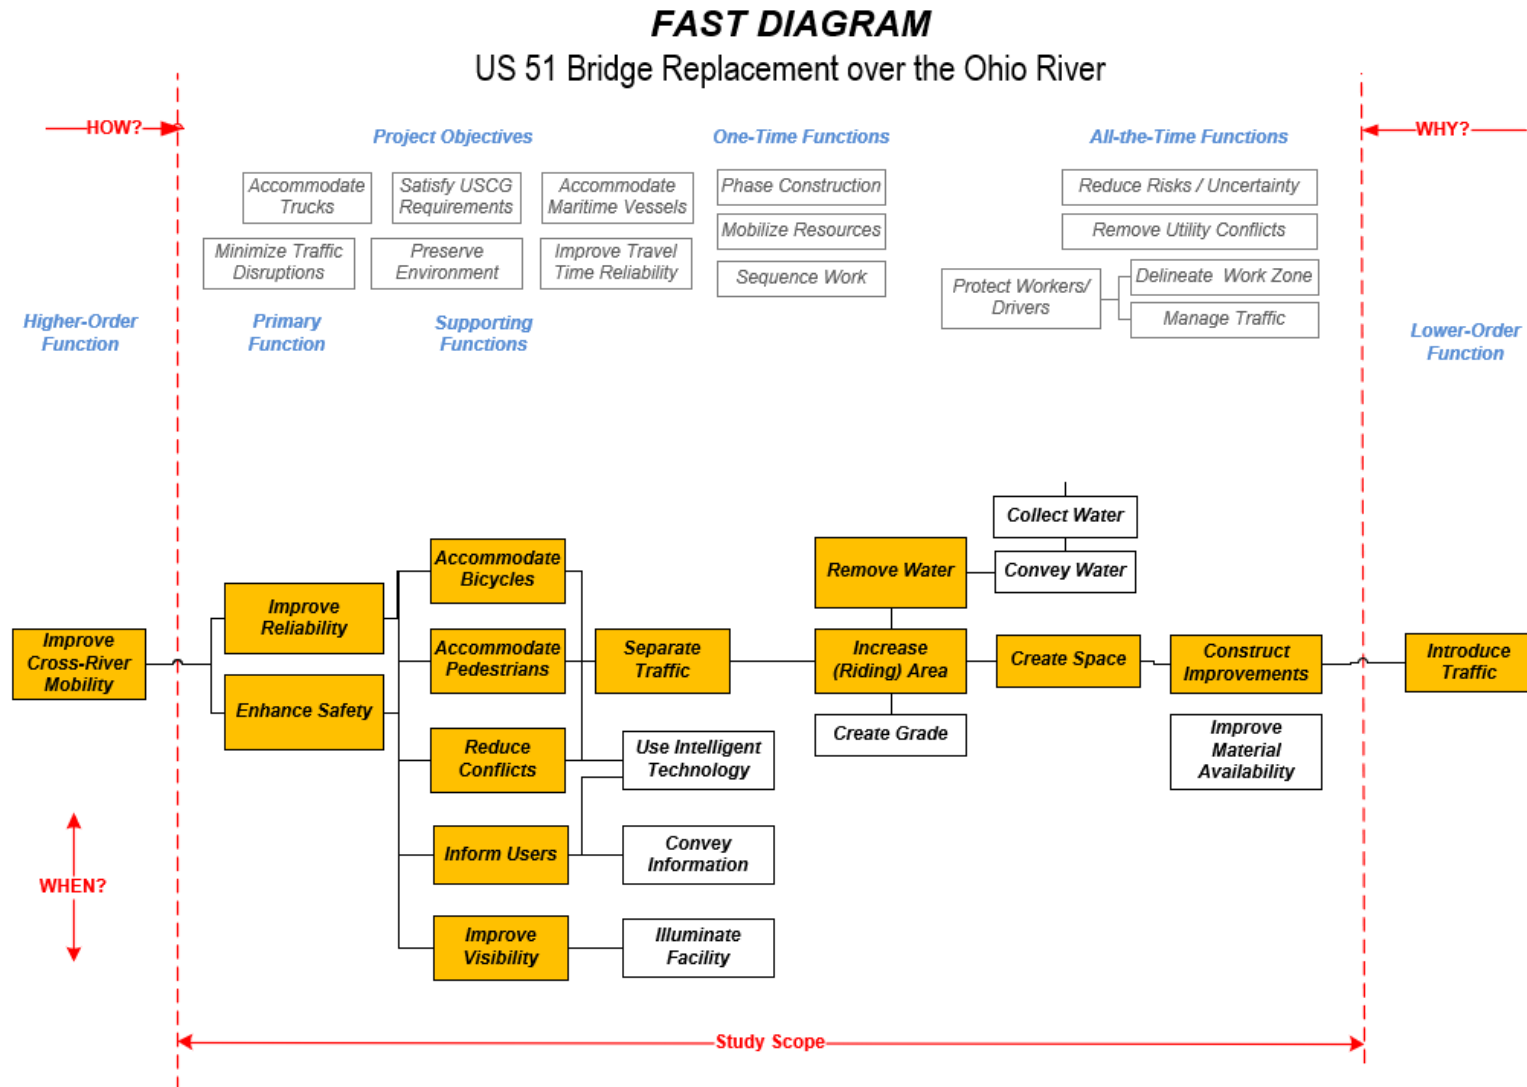 FAST DIAGRAM
US 51 Bridge Replacement over the Ohio River
HOW?
WHY?
Project Objectives
One-Time Functions
All-the-Time Functions
Accommodate
Trucks
Satisfy USCG
Requirements
Accommodate
Maritime Vessels
Phase Construction
Reduce Risks / Uncertainty
Minimize Traffic
Disruptions
Preserve
Environment
Improve Travel
Time Reliability
Mobilize Resources
Remove Utility Conflicts
Sequence Work
Protect Workers/
Drivers
Delineate Work Zone
Manage Traffic
Higher-Order
Function
Primary
Function
Supporting
Functions
Lower-Order
Function
Collect Water
Convey Water
Remove Water
Accommodate
Bicycles
Improve
Reliability
Improve
Cross-River
Mobility
Enhance Safety
Accommodate
Pedestrians
Separate
Traffic
Increase
(Riding) Area
Create Space
Construct
Improvements
Introduce
Traffic
Create Grade
Improve
Material
Availability
Reduce
Conflicts
Use Intelligent
Technology
Inform Users
Convey
Information
WHEN?
Improve
Visibility
Illuminate
Facility
Study Scope